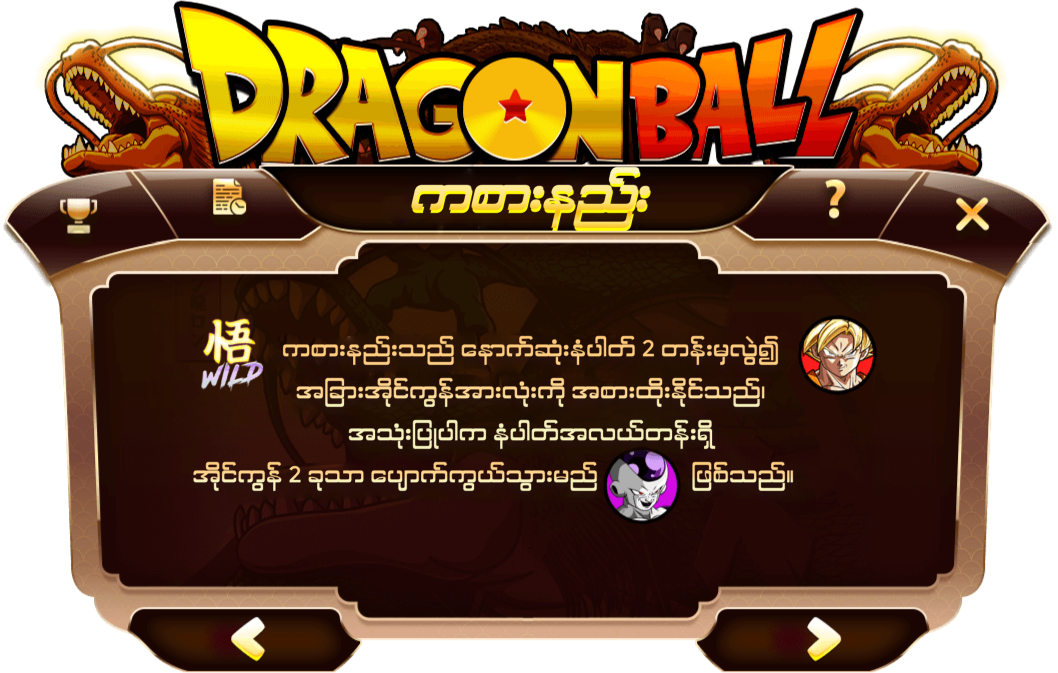 DRAGONBALL
ကစားနည်း
?
悟
WILD
ကစားနည်းသည် နောက်ဆုံးနံပါတ် 2 တန်းမှလွဲ၍
အခြားအိုင်ကွန်အားလုံးကို အစားထိုးနိုင်သည်၊
အသုံးပြုပါက နံပါတ်အလယ်တန်းရှိ
အိုင်ကွန် 2 ခုသာ ပျောက်ကွယ်သွားမည် ဖြစ်သည်။